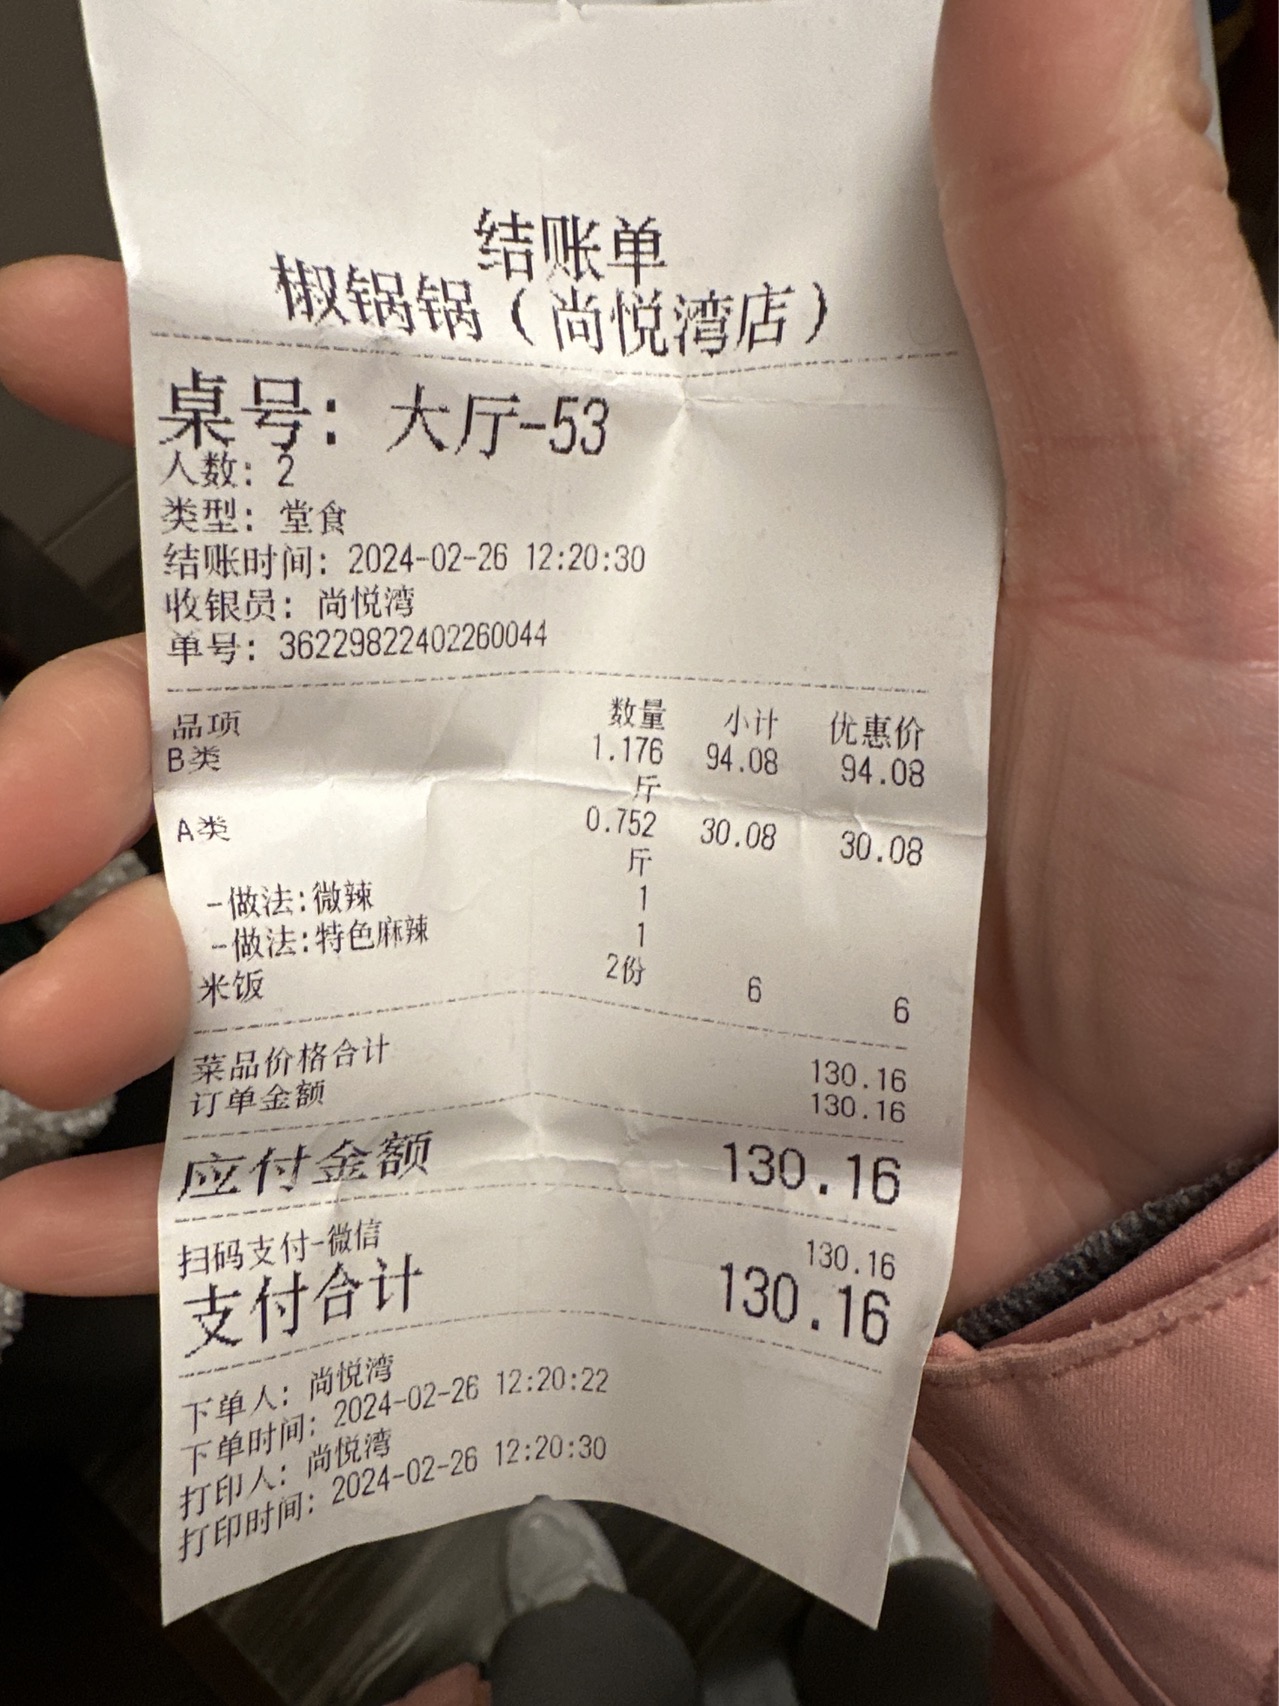 结账单
椒锅锅（尚悦湾店）
桌号: 大厅-53
人数: 2
类型: 堂食
结账时间: 2024-02-26 12:20:30
收银员: 尚悦湾
单号: 36229822402260044
品项 数量 小计 优惠价
B类 1.176 94.08 94.08
斤
A类 0.752 30.08 30.08
斤
-做法:微辣 1
-做法:特色麻辣 1
米饭 2份 6 6
菜品价格合计 130.16
订单金额 130.16
应付金额 130.16
扫码支付-微信 130.16
支付合计 130.16
下单人: 尚悦湾
下单时间: 2024-02-26 12:20:22
打印人: 尚悦湾
打印时间: 2024-02-26 12:20:30